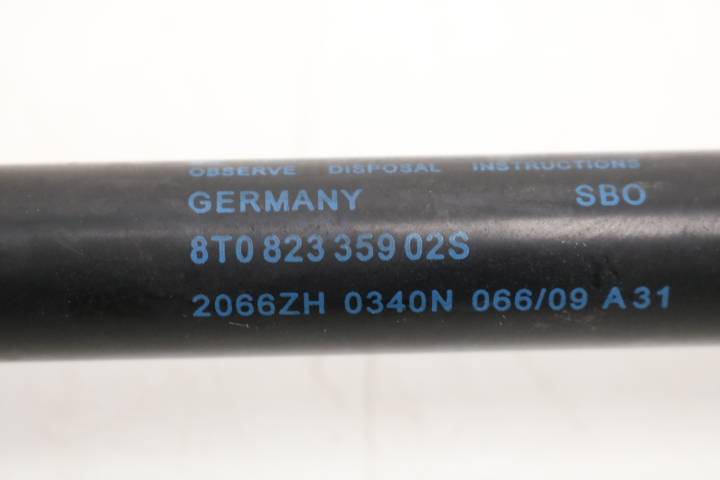 OBSERVE DISPOSAL INSTRUCTIONS
GERMANY SBO
8T0 823 359 02S
2066ZH 0340N 066/09 A31